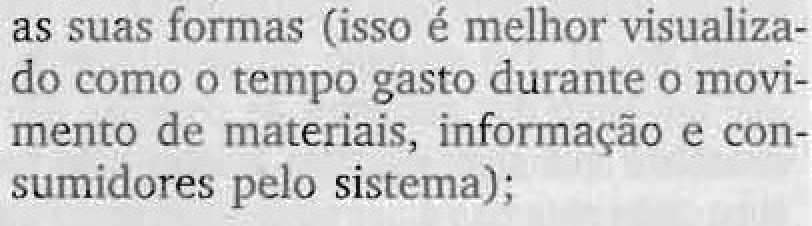 as suas formas (isso é melhor visualiza-
do como o tempo gasto durante o movi-
mento de materiais, informação e con-
sumidores pelo sistema);